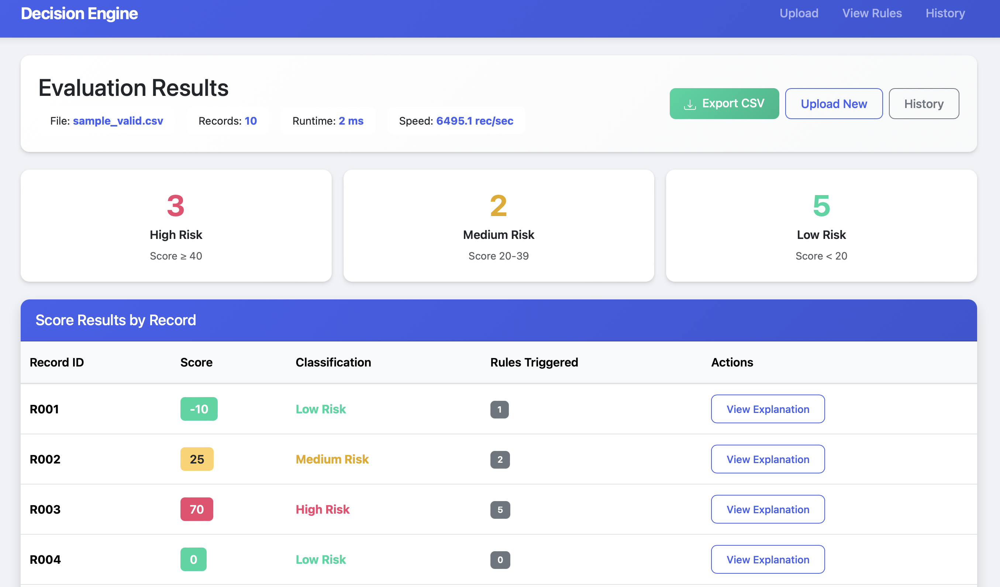 Decision Engine Upload View Rules History
Evaluation Results
Export CSV Upload New History
File: sample_valid.csv Records: 10 Runtime: 2 ms Speed: 6495.1 rec/sec
3
High Risk
Score ≥ 40
2
Medium Risk
Score 20-39
5
Low Risk
Score < 20
Score Results by Record
Record ID Score Classification Rules Triggered Actions
R001 -10 Low Risk 1 View Explanation
R002 25 Medium Risk 2 View Explanation
R003 70 High Risk 5 View Explanation
R004 0 Low Risk 0 View Explanation